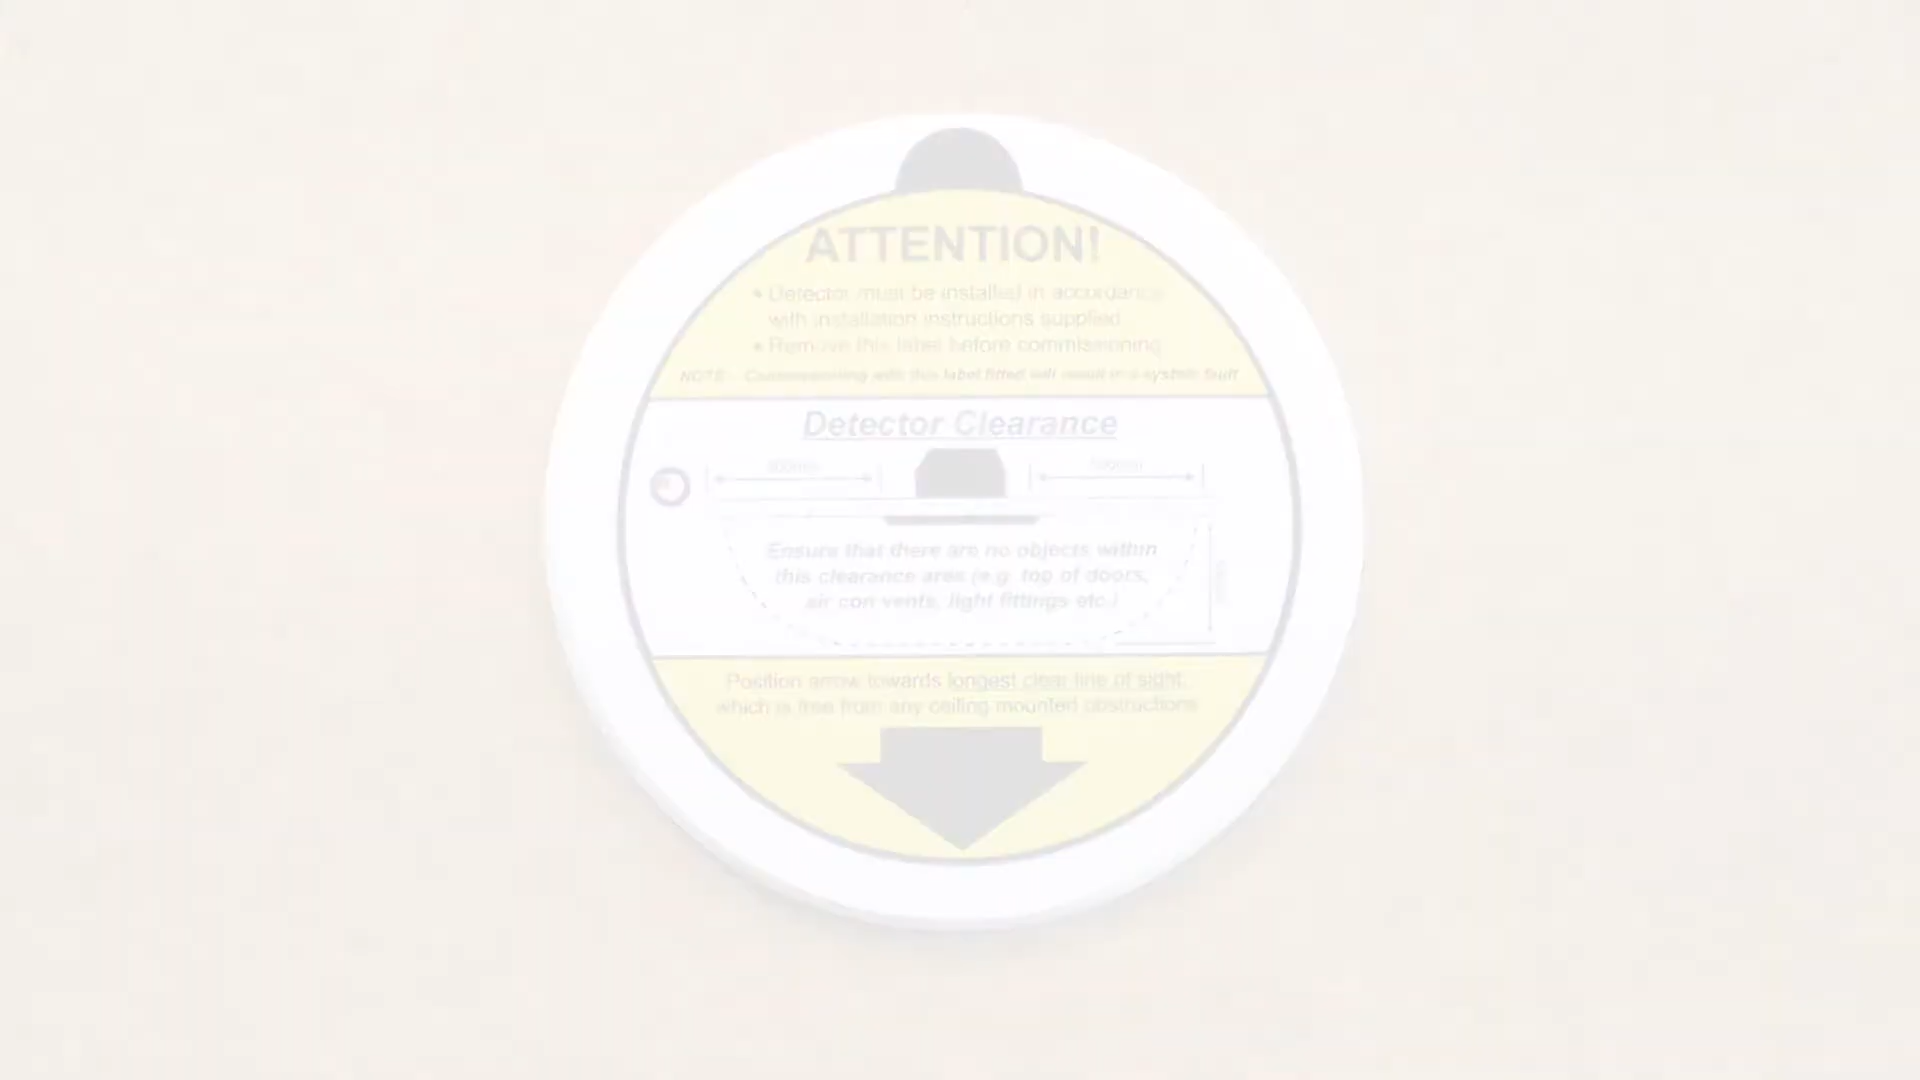 ATTENTION!
• Detector must be installed in accordance
with installation instructions supplied
• Remove this label before commissioning
NOTE - Commissioning with this label fitted will result in a system fault
Detector Clearance
Ensure that there are no objects within
this clearance area (e.g. top of doors,
air con vents, light fittings etc.)
Position arrow towards longest clear line of sight,
which is free from any ceiling mounted obstructions